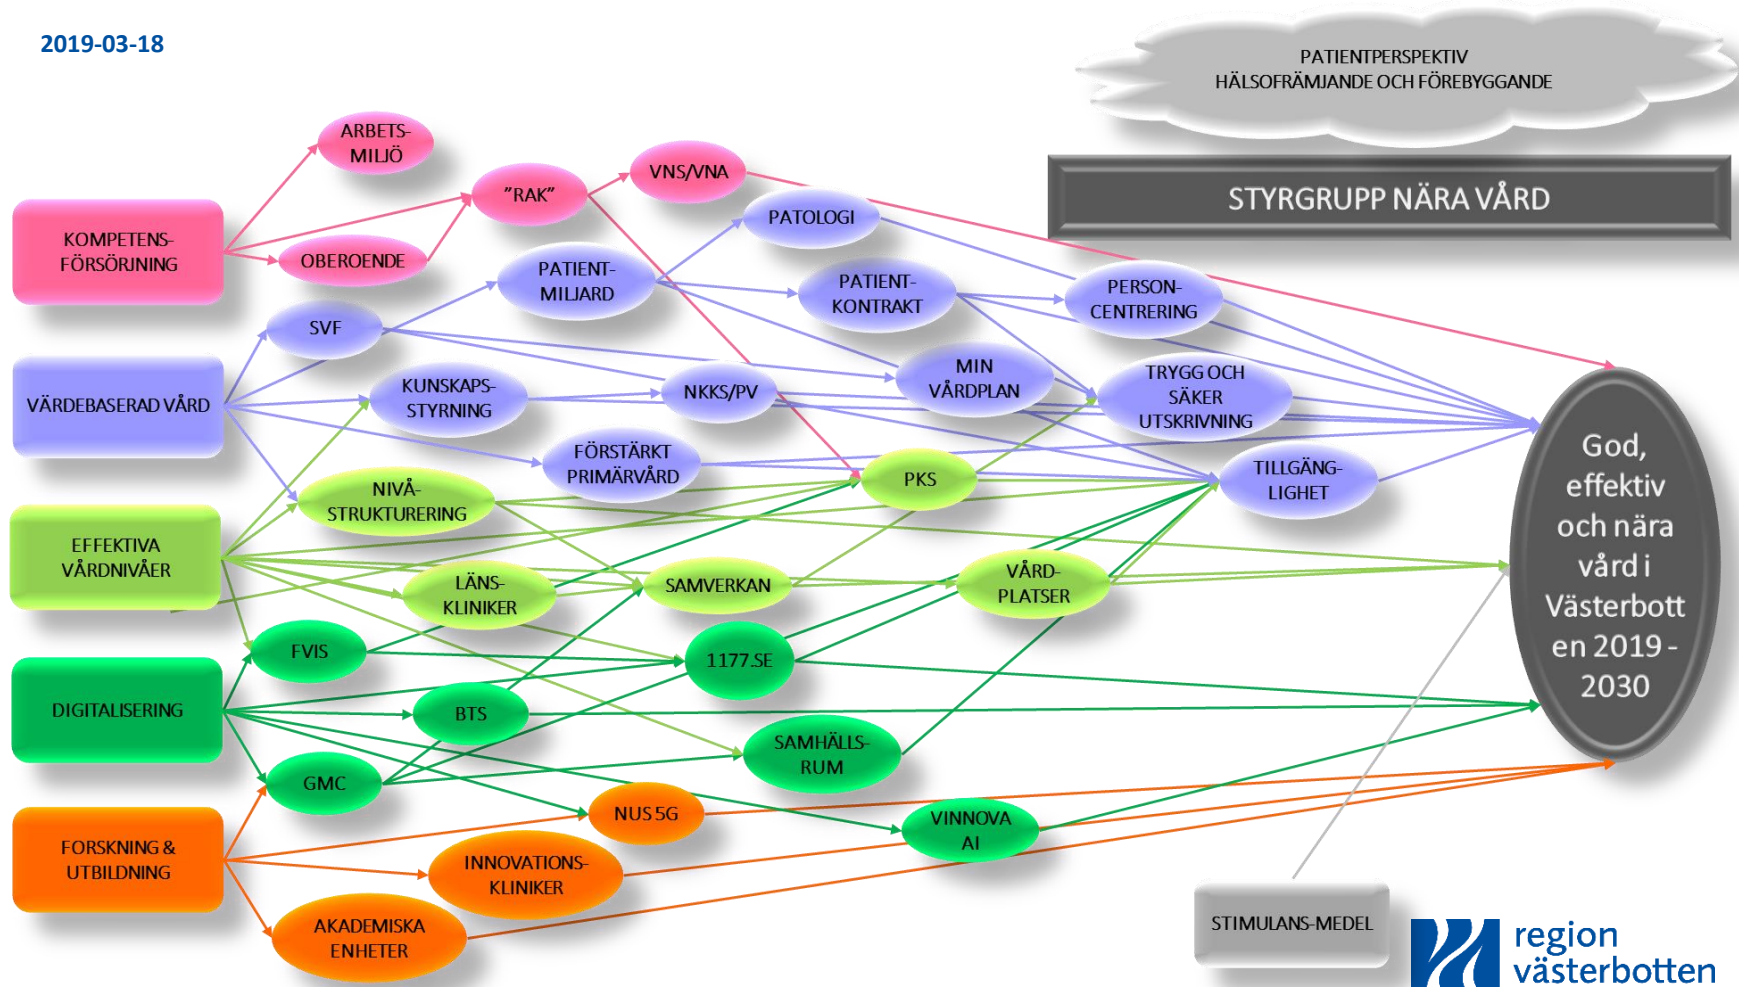 2019-03-18
PATIENTPERSPEKTIV
HÄLSOFRÄMJANDE OCH FÖREBYGGANDE
STYRGRUPP NÄRA VÅRD
ARBETS-
MILJÖ
"RAK"
VNS/VNA
KOMPETENS-
FÖRSÖRJNING
OBEROENDE
PATOLOGI
PATIENT-
MILJARD
PATIENT-
KONTRAKT
PERSON-
CENTRERING
SVF
VÄRDEBASERAD VÅRD
KUNSKAPS-
STYRNING
NKKS/PV
MIN
VÅRDPLAN
TRYGG OCH
SÄKER
UTSKRIVNING
FÖRSTÄRKT
PRIMÄRVÅRD
PKS
TILLGÄNG-
LIGHET
NIVÅ-
STRUKTURERING
EFFEKTIVA
VÅRDNIVÅER
LÄNS-
KLINIKER
SAMVERKAN
VÅRD-
PLATSER
God,
effektiv
och nära
vård i
Västerbott
en 2019 -
2030
FVIS
1177.SE
DIGITALISERING
BTS
SAMHÄLLS-
RUM
GMC
NUS 5G
VINNOVA
AI
FORSKNING &
UTBILDNING
INNOVATIONS-
KLINIKER
AKADEMISKA
ENHETER
STIMULANS-MEDEL
region
västerbotten